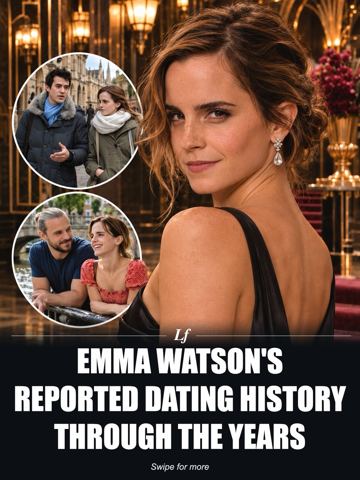 Lf
EMMA WATSON'S
REPORTED DATING HISTORY
THROUGH THE YEARS
Swipe for more